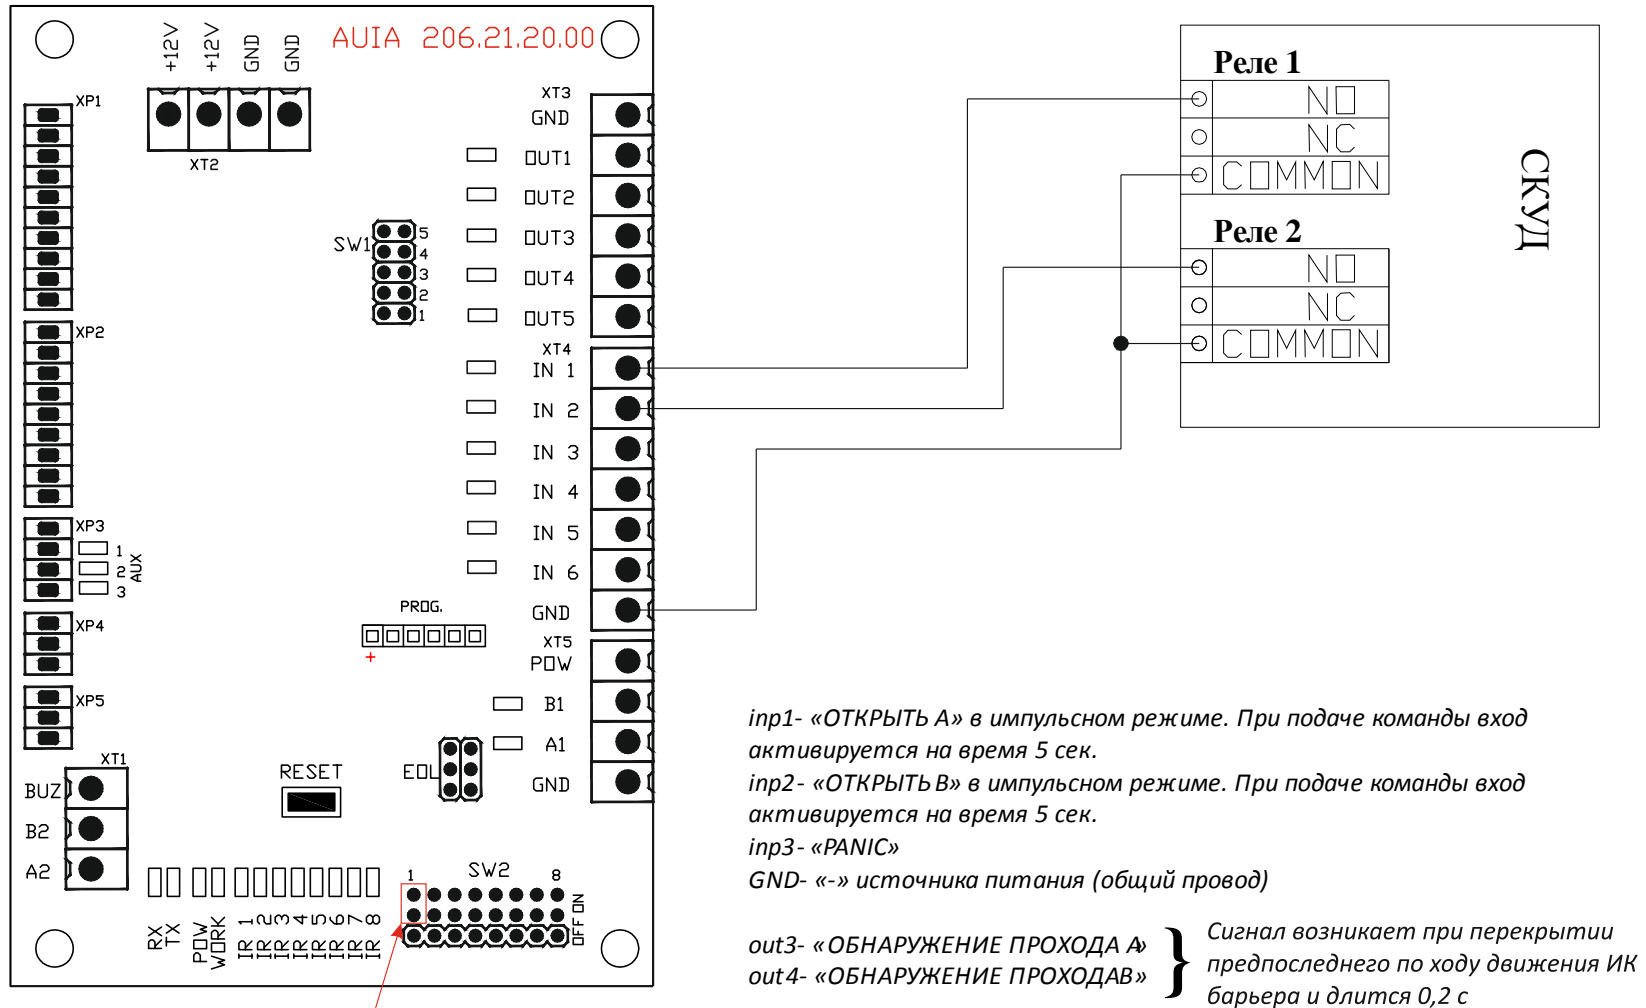 AUIA 206.21.20.00
+12V
+12V
GND
GND
XT2
XP1
XP2
XP3
1
2
3
AUX
XP4
XP5
XT1
BUZ
B2
A2
SW1
5
4
3
2
1
XT3
GND
OUT1
OUT2
OUT3
OUT4
OUT5
XT4
IN 1
IN 2
IN 3
IN 4
IN 5
IN 6
GND
XT5
POW
B1
A1
GND
PROG.
+
RESET
EOL
RX
TX
POW
WORK
IR 1
IR 2
IR 3
IR 4
IR 5
IR 6
IR 7
IR 8
1
SW2
8
OFF ON
Реле 1
NO
NC
COMMON
Реле 2
NO
NC
COMMON
СКУД
inp1- «ОТКРЫТЬ А» в импульсном режиме. При подаче команды вход
активируется на время 5 сек.
inp2- «ОТКРЫТЬ В» в импульсном режиме. При подаче команды вход
активируется на время 5 сек.
inp3- «PANIC»
GND- «-» источника питания (общий провод)
out3- «ОБНАРУЖЕНИЕ ПРОХОДА А»
out4- «ОБНАРУЖЕНИЕ ПРОХОДАВ»
Сигнал возникает при перекрытии
предпоследнего по ходу движения ИК
барьера и длится 0,2 с